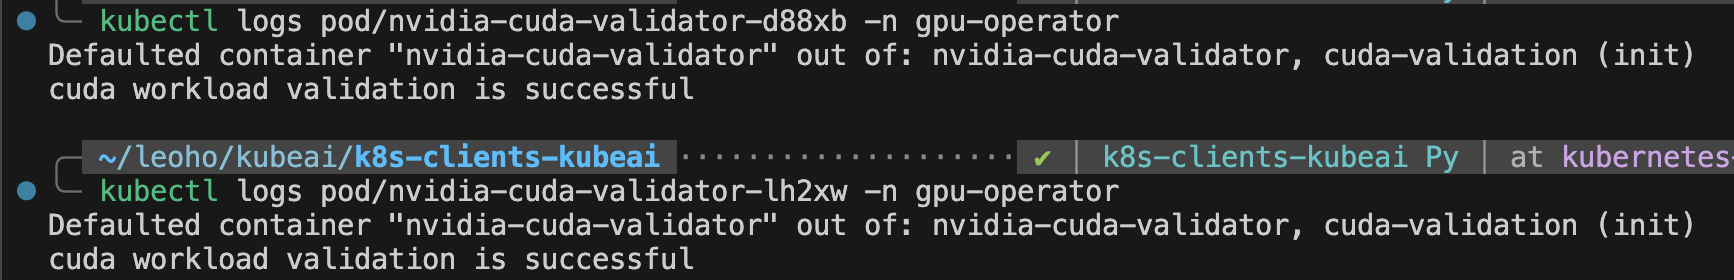 kubectl logs pod/nvidia-cuda-validator-d88xb -n gpu-operator
Defaulted container "nvidia-cuda-validator" out of: nvidia-cuda-validator, cuda-validation (init)
cuda workload validation is successful
~/leoho/kubeai/k8s-clients-kubeai ✔ | k8s-clients-kubeai Py | at kubernetes-
kubectl logs pod/nvidia-cuda-validator-lh2xw -n gpu-operator
Defaulted container "nvidia-cuda-validator" out of: nvidia-cuda-validator, cuda-validation (init)
cuda workload validation is successful